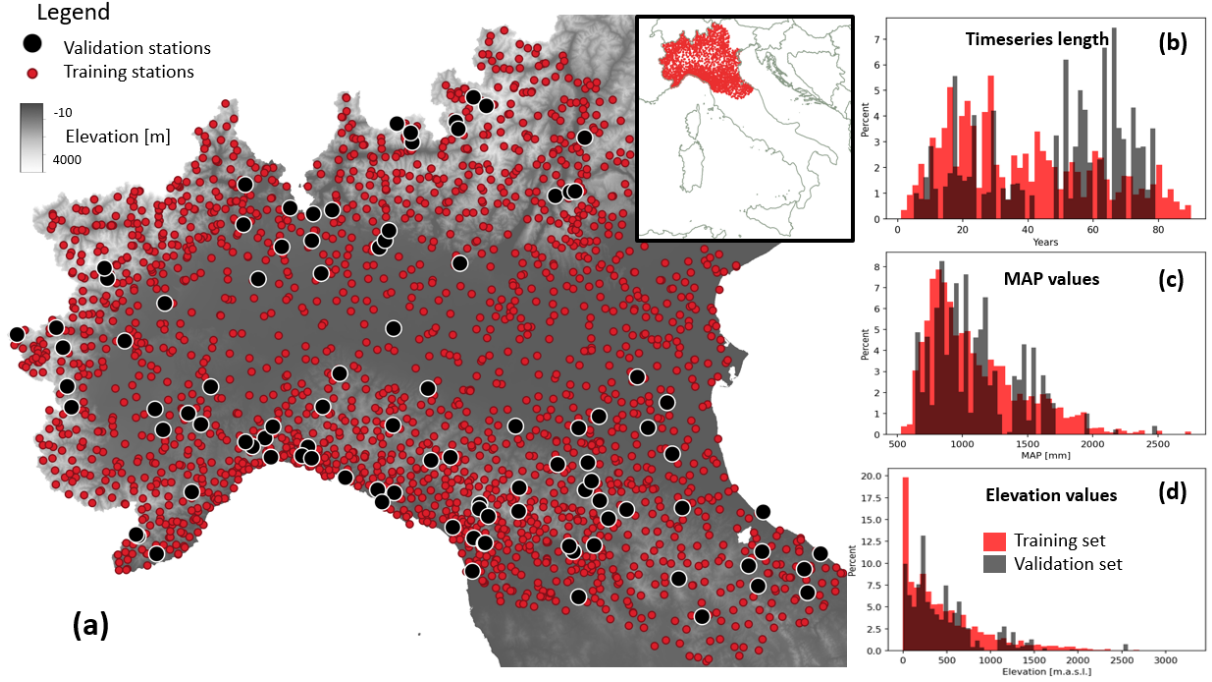 Legend
Validation stations
Training stations
-10
Elevation [m]
4000
(a)
Timeseries length
(b)
Percent
7
6
5
4
3
2
1
0
0 20 40 60 80
Years
MAP values
(c)
Percent
8
7
6
5
4
3
2
1
0
500 1000 1500 2000 2500
MAP [mm]
Elevation values
(d)
Training set
Validation set
Percent
20.0
17.5
15.0
12.5
10.0
7.5
5.0
2.5
0.0
0 500 1000 1500 2000 2500 3000
Elevation [m.a.s.l.]